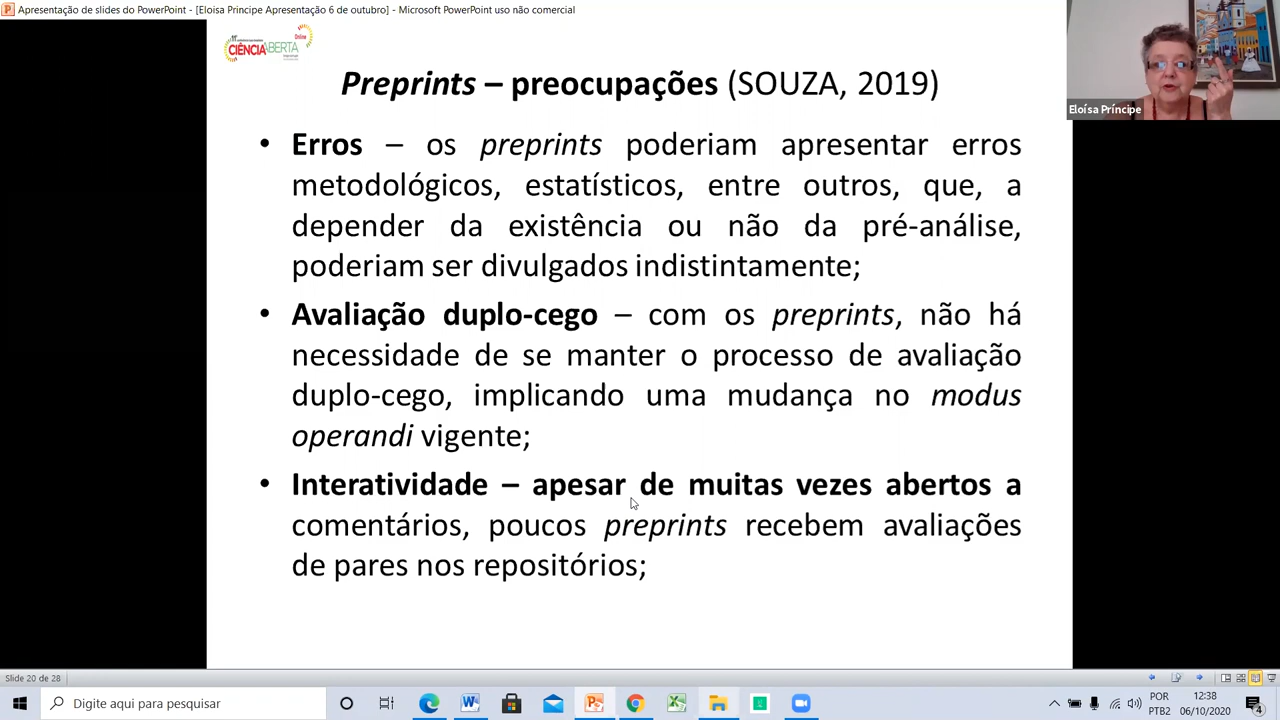 Apresentação de slides do PowerPoint - [Eloisa Principe Apresentação 6 de outubro] - Microsoft PowerPoint uso não comercial
Online
CIÊNCIAABERTA
Preprints – preocupações (SOUZA, 2019)
Eloísa Príncipe
• Erros – os preprints poderiam apresentar erros
metodológicos, estatísticos, entre outros, que, a
depender da existência ou não da pré-análise,
poderiam ser divulgados indistintamente;
• Avaliação duplo-cego – com os preprints, não há
necessidade de se manter o processo de avaliação
duplo-cego, implicando uma mudança no modus
operandi vigente;
• Interatividade – apesar de muitas vezes abertos a
comentários, poucos preprints recebem avaliações
de pares nos repositórios;
Slide 20 de 28
Digite aqui para pesquisar
POR
PTB2
12:38
06/10/2020
4